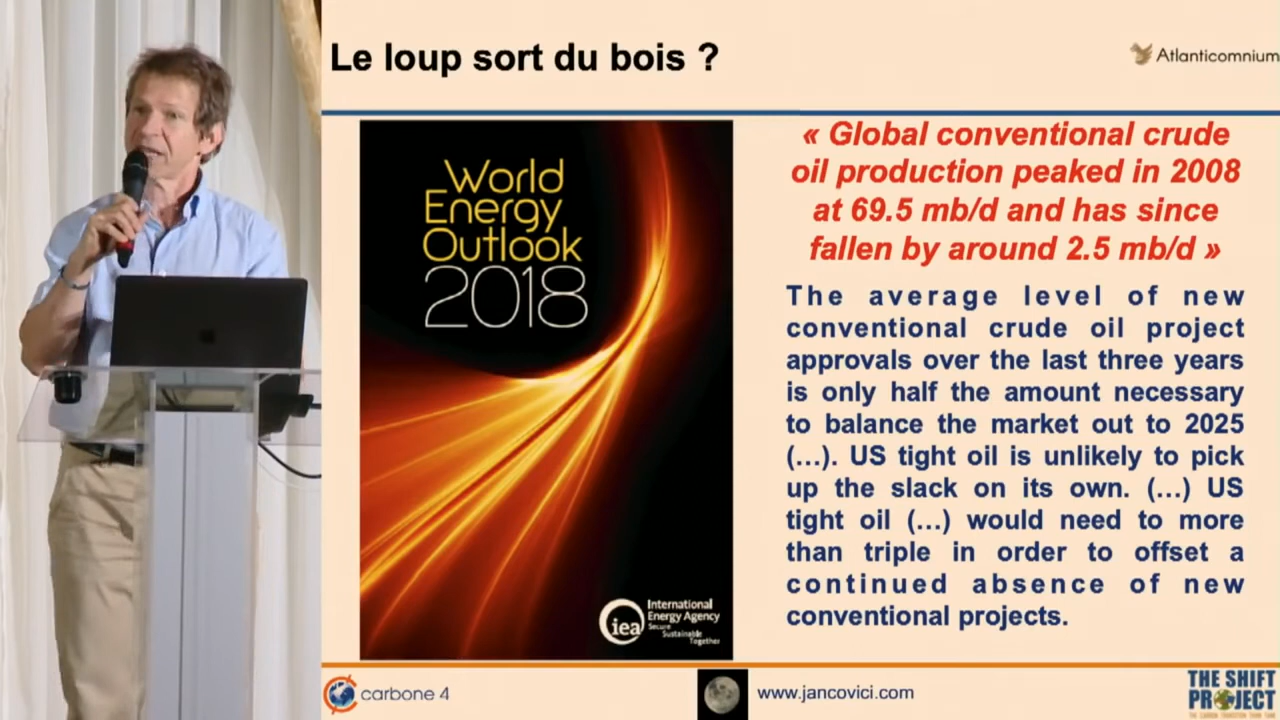 Le loup sort du bois ?
Atlanticomnium
World
Energy
Outlook
2018
iea
International
Energy Agency
Secure
Sustainable
Together
« Global conventional crude
oil production peaked in 2008
at 69.5 mb/d and has since
fallen by around 2.5 mb/d »
The average level of new
conventional crude oil project
approvals over the last three years
is only half the amount necessary
to balance the market out to 2025
(…). US tight oil is unlikely to pick
up the slack on its own. (…) US
tight oil (…) would need to more
than triple in order to offset a
continued absence of new
conventional projects.
carbone 4
www.jancovici.com
THE SHIFT
PROJECT
THE CARBON TRANSITION THINK TANK